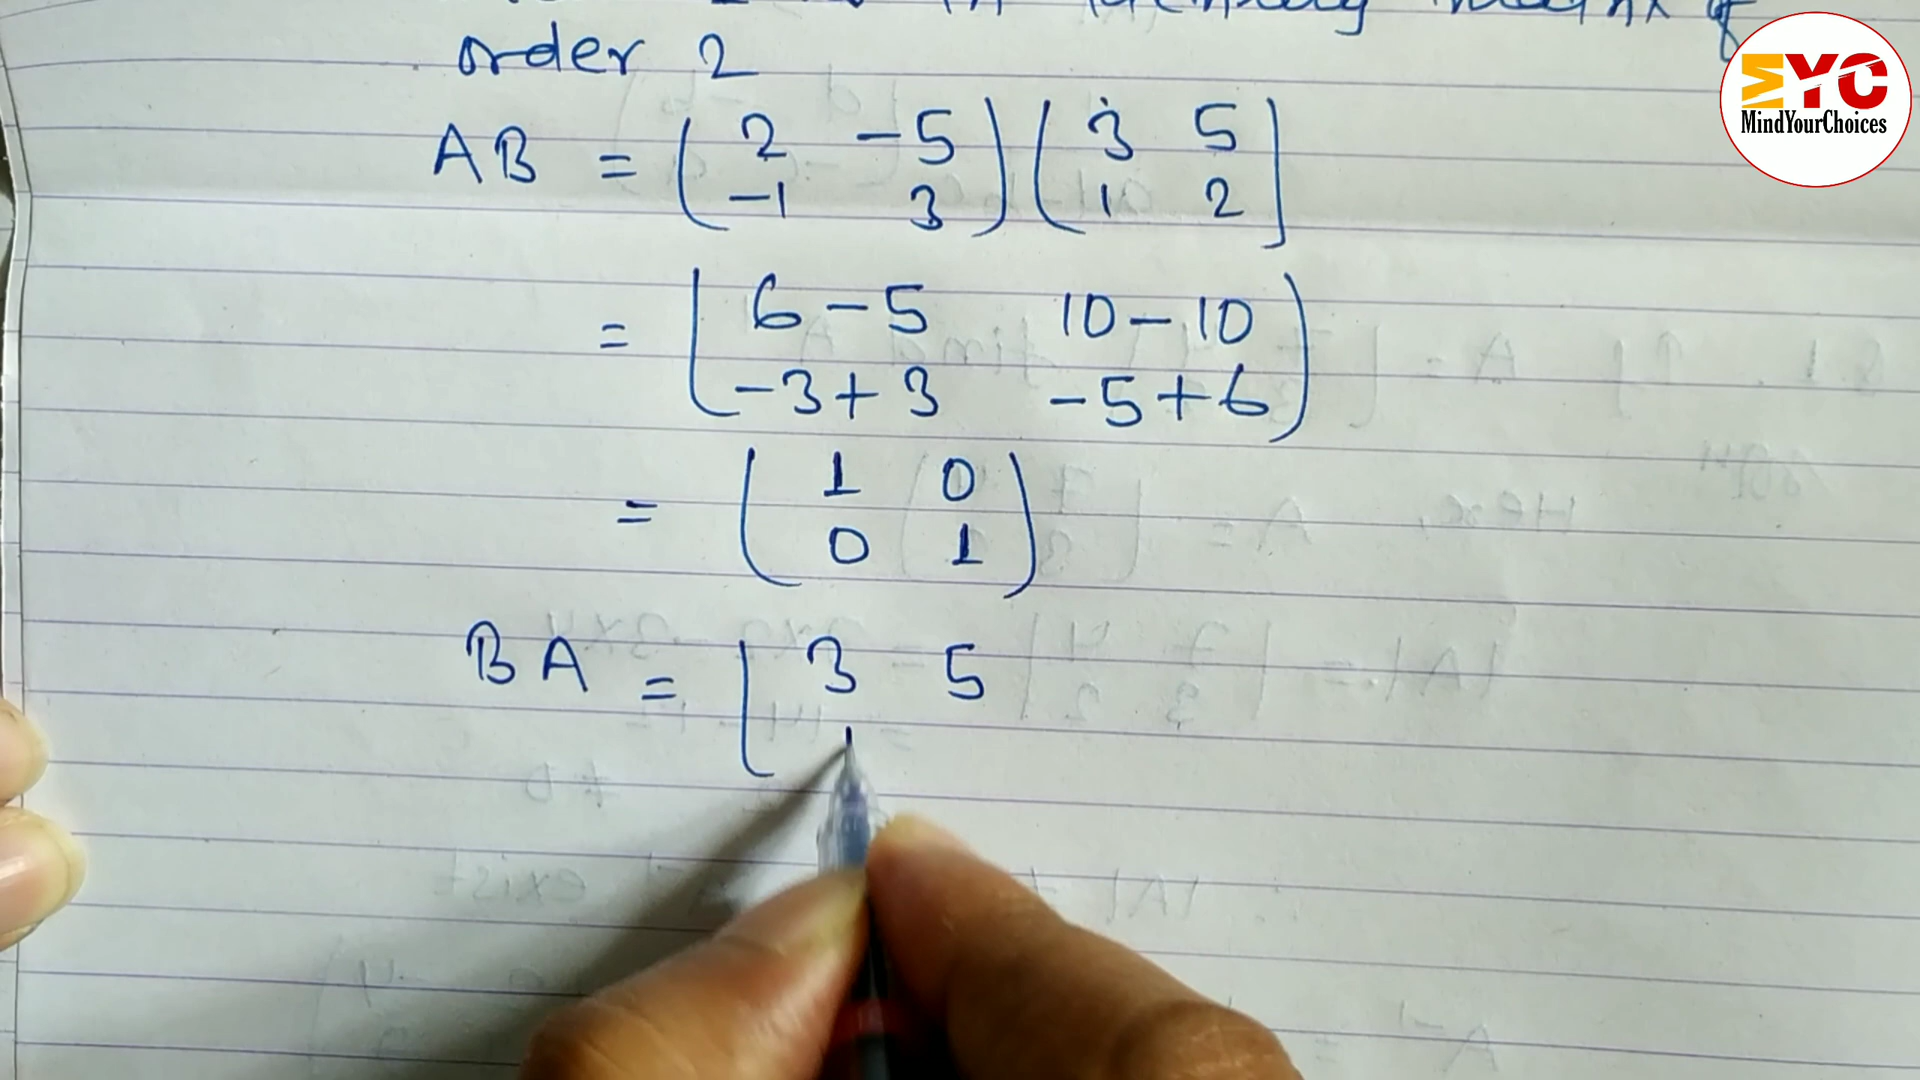 order 2
MYC
MindYourChoices
AB = ( 2 -5 ) ( 3 5 ]
-1 3 1 2
= [ 6 - 5 10 - 10 )
-3 + 3 -5 + 6
= ( 1 0 )
0 1
BA = [ 3 5